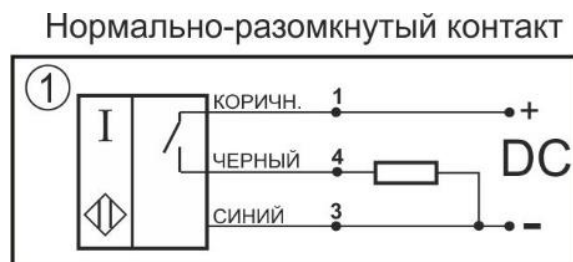 Нормально-разомкнутый контакт
1
I
КОРИЧН. 1 +
ЧЕРНЫЙ 4 DC
СИНИЙ 3 -